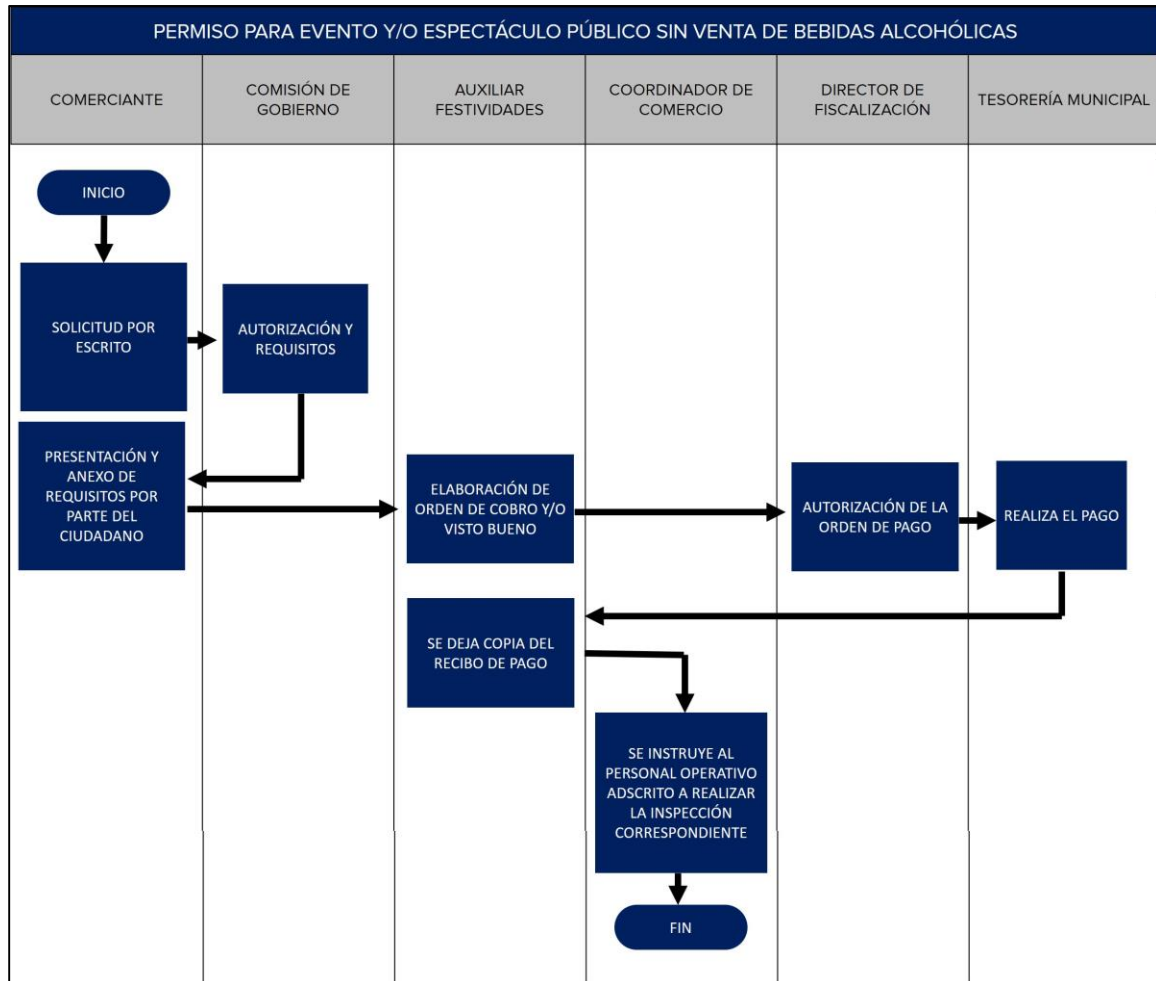 PERMISO PARA EVENTO Y/O ESPECTÁCULO PÚBLICO SIN VENTA DE BEBIDAS ALCOHÓLICAS
COMERCIANTE
COMISIÓN DE
GOBIERNO
AUXILIAR
FESTIVIDADES
COORDINADOR DE
COMERCIO
DIRECTOR DE
FISCALIZACIÓN
TESORERÍA MUNICIPAL
INICIO
SOLICITUD POR
ESCRITO
AUTORIZACIÓN Y
REQUISITOS
PRESENTACIÓN Y
ANEXO DE
REQUISITOS POR
PARTE DEL
CIUDADANO
ELABORACIÓN DE
ORDEN DE COBRO Y/O
VISTO BUENO
AUTORIZACIÓN DE LA
ORDEN DE PAGO
REALIZA EL PAGO
SE DEJA COPIA DEL
RECIBO DE PAGO
SE INSTRUYE AL
PERSONAL OPERATIVO
ADSCRITO A REALIZAR
LA INSPECCIÓN
CORRESPONDIENTE
FIN